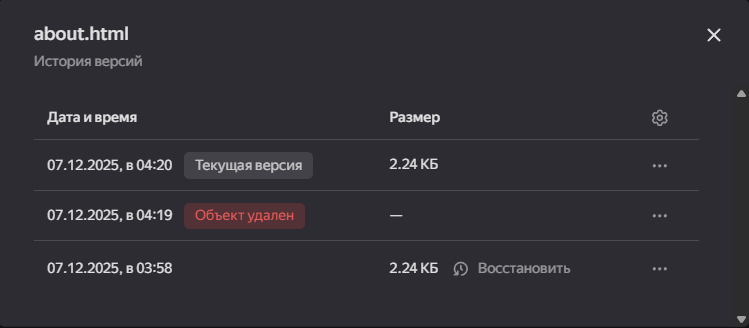 about.html
История версий
Дата и время Размер
07.12.2025, в 04:20 Текущая версия 2.24 КБ
07.12.2025, в 04:19 Объект удален —
07.12.2025, в 03:58 2.24 КБ Восстановить